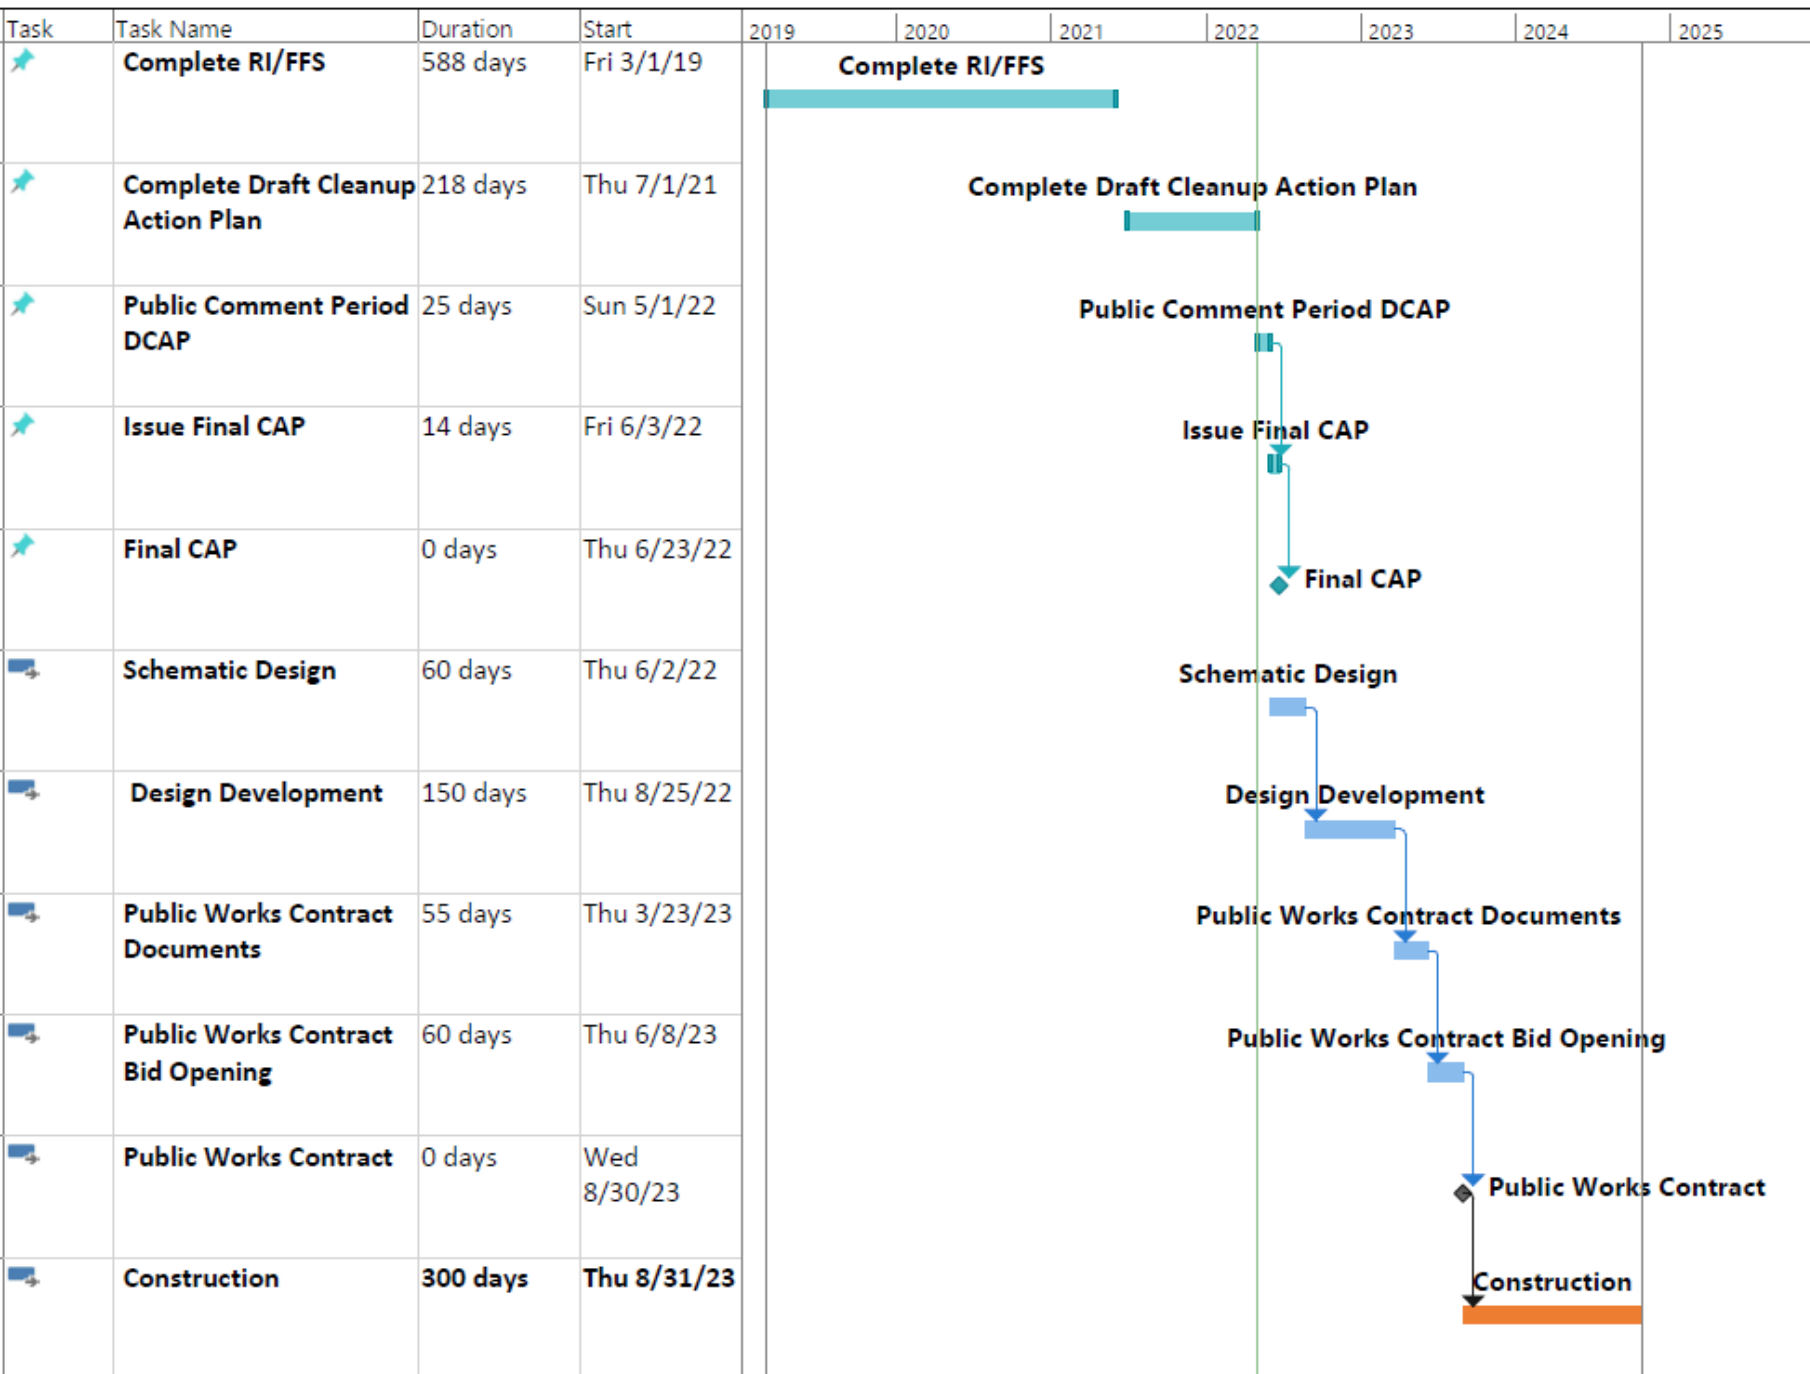 Task Task Name Duration Start 2019 2020 2021 2022 2023 2024 2025
Complete RI/FFS 588 days Fri 3/1/19 Complete RI/FFS
Complete Draft Cleanup 218 days Thu 7/1/21 Complete Draft Cleanup Action Plan
Action Plan
Public Comment Period 25 days Sun 5/1/22 Public Comment Period DCAP
DCAP
Issue Final CAP 14 days Fri 6/3/22 Issue Final CAP
Final CAP 0 days Thu 6/23/22 Final CAP
Schematic Design 60 days Thu 6/2/22 Schematic Design
Design Development 150 days Thu 8/25/22 Design Development
Public Works Contract 55 days Thu 3/23/23 Public Works Contract Documents
Documents
Public Works Contract 60 days Thu 6/8/23 Public Works Contract Bid Opening
Bid Opening
Public Works Contract 0 days Wed Public Works Contract
8/30/23
Construction 300 days Thu 8/31/23 Construction